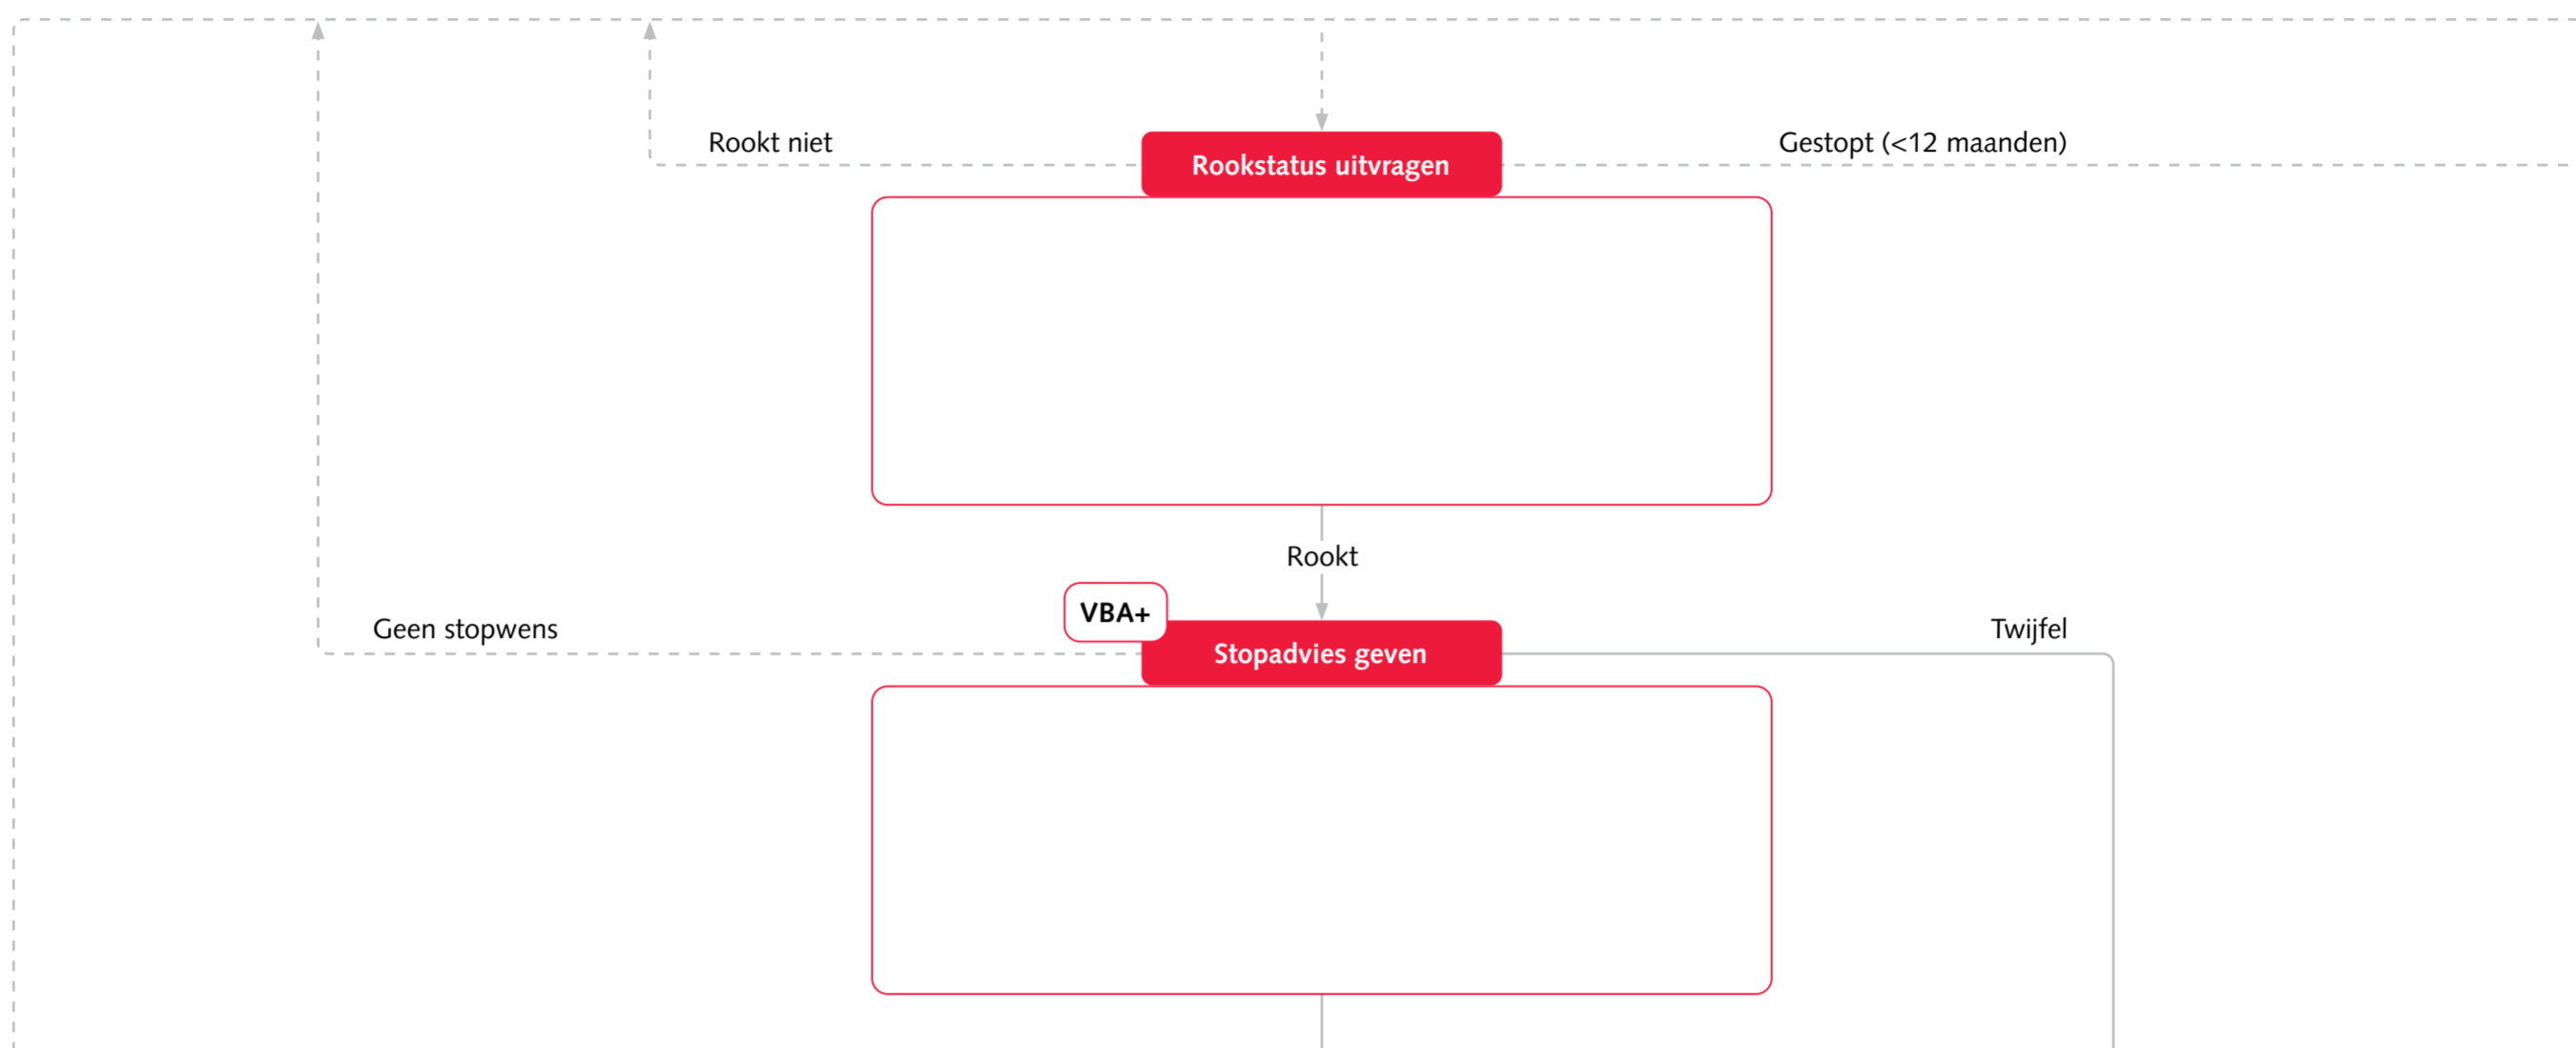 Rookt niet
Rookstatus uitvragen
Gestopt (<12 maanden)
Rookt
VBA+
Geen stopwens
Stopadvies geven
Twijfel